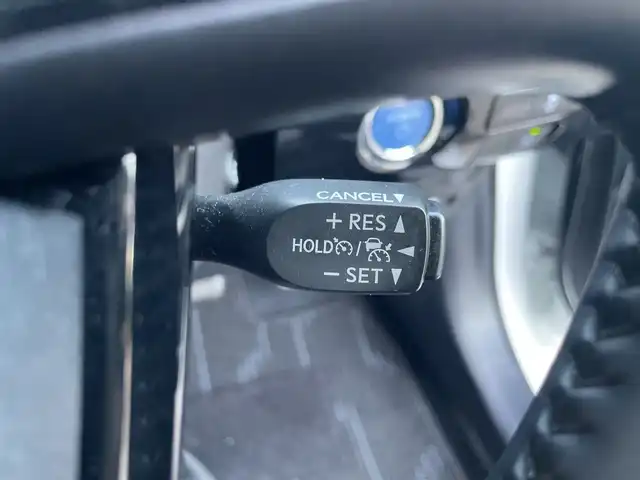 CANCEL▼
+ RES ▲
HOLD / ◀
− SET ▼